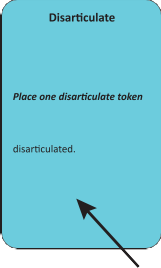 Disarticulate
Place one disarticulate token
disarticulated.